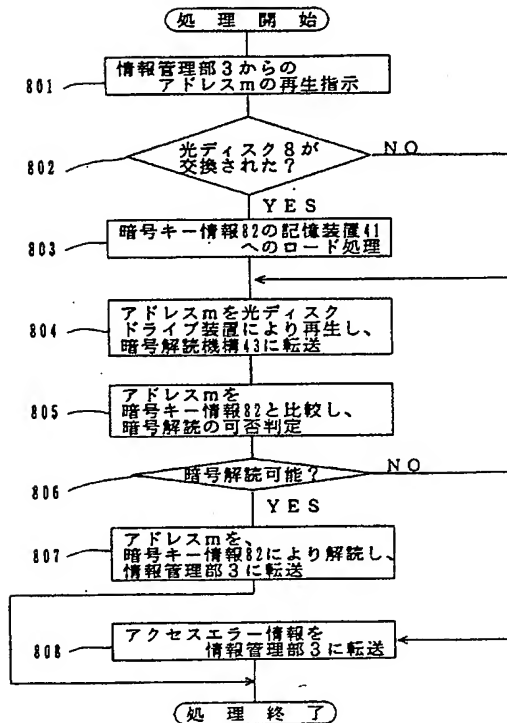 処理開始
801
情報管理部3からの
アドレスmの再生指示
802
光ディスク8が
交換された?
NO
YES
803
暗号キー情報82の記憶装置41
へのロード処理
804
アドレスmを光ディスク
ドライブ装置により再生し、
暗号解読機構43に転送
805
アドレスmを
暗号キー情報82と比較し、
暗号解読の可否判定
806
暗号解読可能?
NO
YES
807
アドレスmを、
暗号キー情報82により解読し、
情報管理部3に転送
808
アクセスエラー情報を
情報管理部3に転送
処理終了